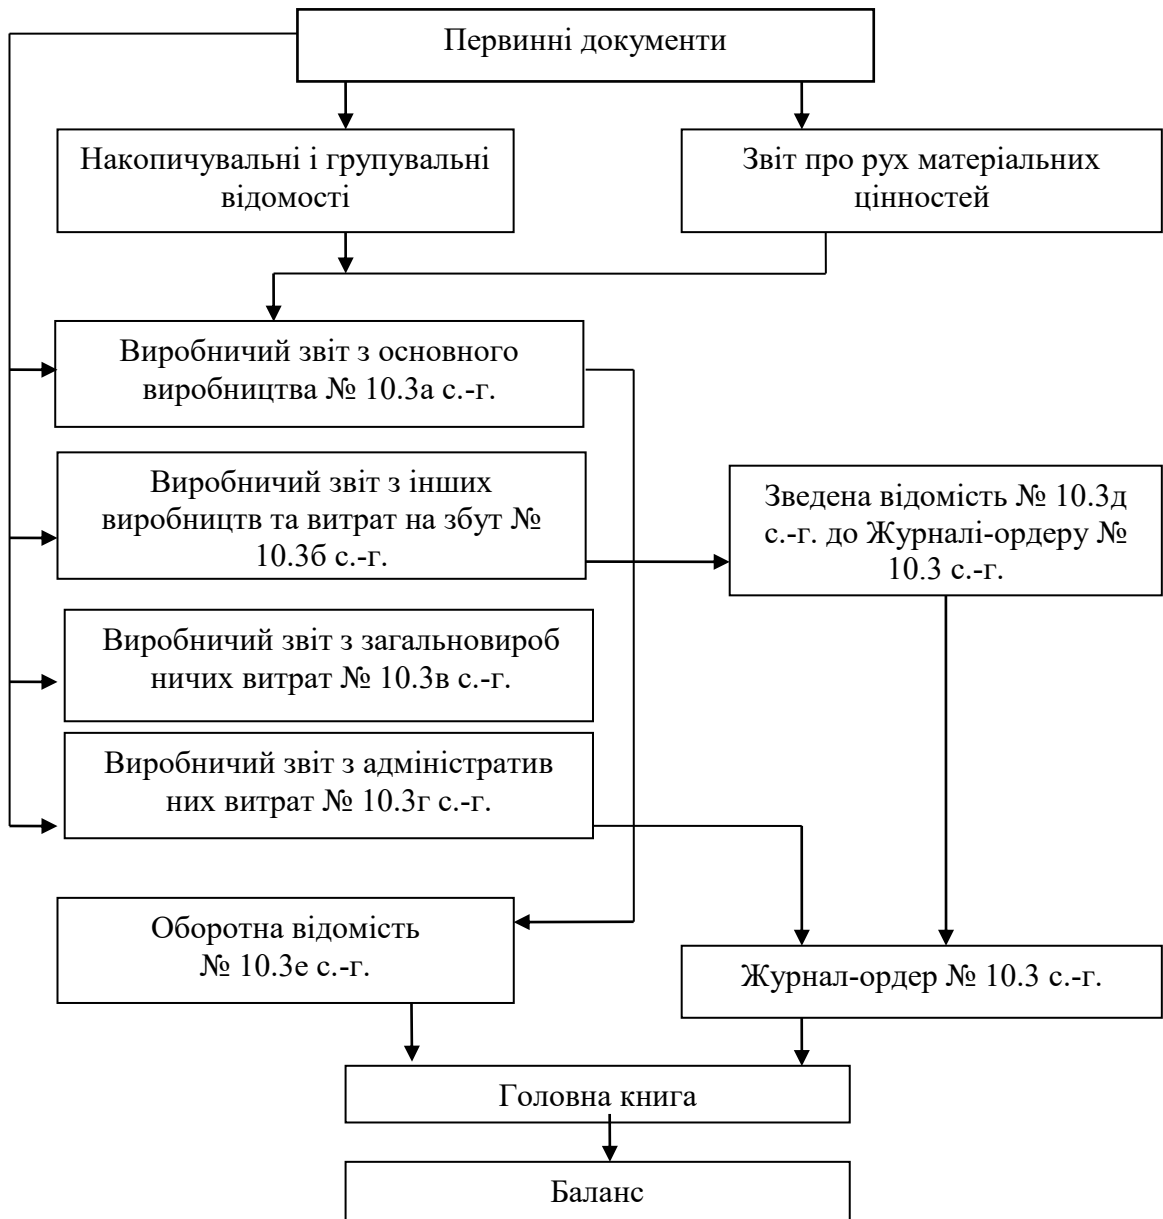 Первинні документи
Накопичувальні і групувальні
відомості
Звіт про рух матеріальних
цінностей
Виробничий звіт з основного
виробництва № 10.3а с.-г.
Виробничий звіт з інших
виробництв та витрат на збут №
10.3б с.-г.
Зведена відомість № 10.3д
с.-г. до Журналі-ордеру №
10.3 с.-г.
Виробничий звіт з загальновироб
ничих витрат № 10.3в с.-г.
Виробничий звіт з адміністратив
них витрат № 10.3г с.-г.
Оборотна відомість
№ 10.3е с.-г.
Журнал-ордер № 10.3 с.-г.
Головна книга
Баланс